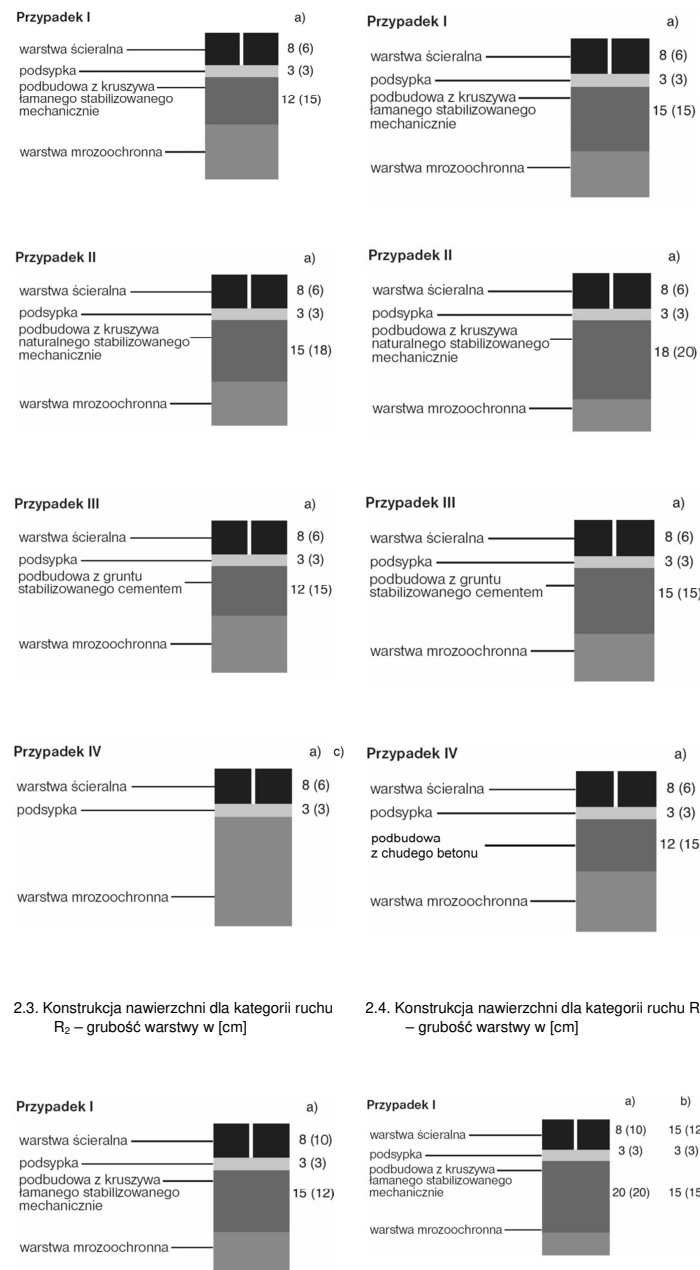 Przypadek I a)
warstwa ścieralna 8 (6)
podsypka 3 (3)
podbudowa z kruszywa
łamanego stabilizowanego 12 (15)
mechanicznie
warstwa mrozoochronna
Przypadek I a)
warstwa ścieralna 8 (6)
podsypka 3 (3)
podbudowa z kruszywa
łamanego stabilizowanego 15 (15)
mechanicznie
warstwa mrozoochronna
Przypadek II a)
warstwa ścieralna 8 (6)
podsypka 3 (3)
podbudowa z kruszywa
naturalnego stabilizowanego 15 (18)
mechanicznie
warstwa mrozoochronna
Przypadek II a)
warstwa ścieralna 8 (6)
podsypka 3 (3)
podbudowa z kruszywa
naturalnego stabilizowanego 18 (20)
mechanicznie
warstwa mrozoochronna
Przypadek III a)
warstwa ścieralna 8 (6)
podsypka 3 (3)
podbudowa z gruntu
stabilizowanego cementem 12 (15)
warstwa mrozoochronna
Przypadek III a)
warstwa ścieralna 8 (6)
podsypka 3 (3)
podbudowa z gruntu
stabilizowanego cementem 15 (15)
warstwa mrozoochronna
Przypadek IV a) c)
warstwa ścieralna 8 (6)
podsypka 3 (3)
warstwa mrozoochronna
Przypadek IV a)
warstwa ścieralna 8 (6)
podsypka 3 (3)
podbudowa 12 (15
z chudego betonu
warstwa mrozoochronna
2.3. Konstrukcja nawierzchni dla kategorii ruchu
R₂ – grubość warstwy w [cm]
2.4. Konstrukcja nawierzchni dla kategorii ruchu R
– grubość warstwy w [cm]
Przypadek I a)
warstwa ścieralna 8 (10)
podsypka 3 (3)
podbudowa z kruszywa
łamanego stabilizowanego 15 (12)
mechanicznie
warstwa mrozoochronna
Przypadek I a) b)
warstwa ścieralna 8 (10) 15 (12
podsypka 3 (3) 3 (3)
podbudowa z kruszywa
łamanego stabilizowanego
mechanicznie 20 (20) 15 (15
warstwa mrozoochronna